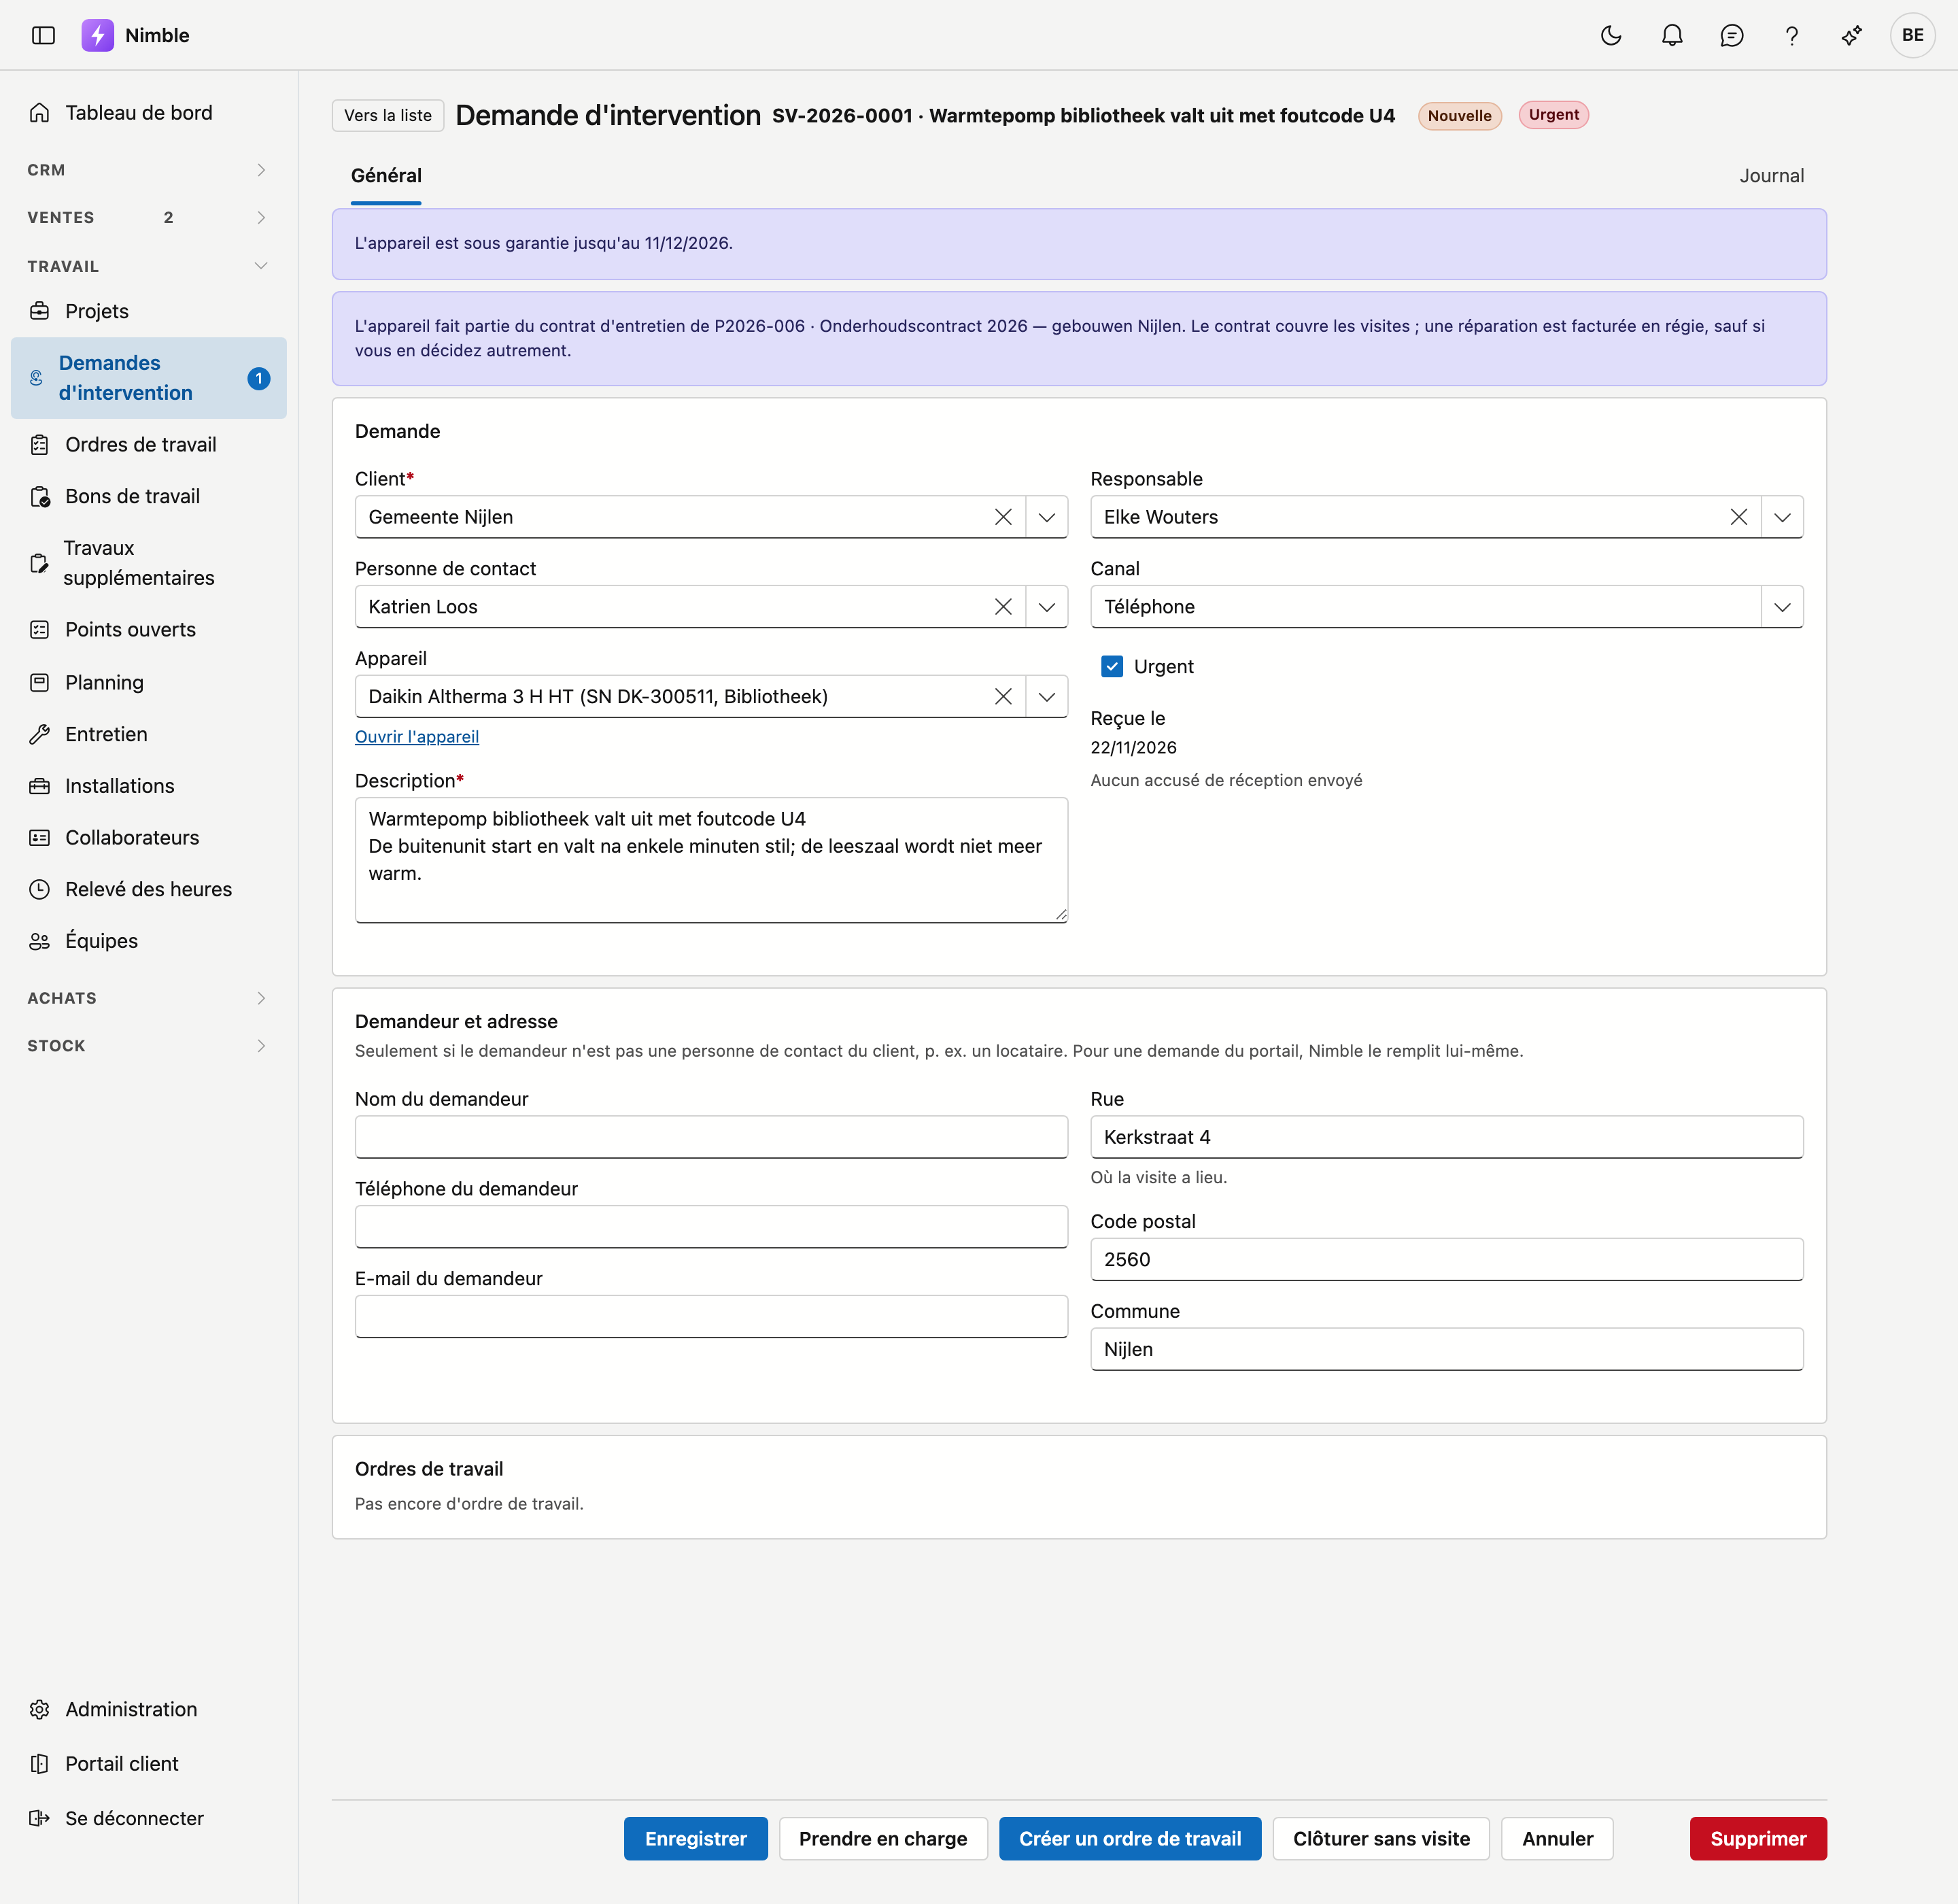 Nimble
BE
Tableau de bord
CRM
VENTES 2
TRAVAIL
Projets
Demandes
d'intervention
1
Ordres de travail
Bons de travail
Travaux
supplémentaires
Points ouverts
Planning
Entretien
Installations
Collaborateurs
Relevé des heures
Équipes
ACHATS
STOCK
Administration
Portail client
Se déconnecter
Vers la liste Demande d'intervention SV-2026-0001 · Warmtepomp bibliotheek valt uit met foutcode U4 Nouvelle Urgent
Général Journal
L'appareil est sous garantie jusqu'au 11/12/2026.
L'appareil fait partie du contrat d'entretien de P2026-006 · Onderhoudscontract 2026 — gebouwen Nijlen. Le contrat couvre les visites ; une réparation est facturée en régie, sauf si
vous en décidez autrement.
Demande
Client*
Gemeente Nijlen
Personne de contact
Katrien Loos
Appareil
Daikin Altherma 3 H HT (SN DK-300511, Bibliotheek)
Ouvrir l'appareil
Description*
Warmtepomp bibliotheek valt uit met foutcode U4
De buitenunit start en valt na enkele minuten stil; de leeszaal wordt niet meer
warm.
Responsable
Elke Wouters
Canal
Téléphone
Urgent
Reçue le
22/11/2026
Aucun accusé de réception envoyé
Demandeur et adresse
Seulement si le demandeur n'est pas une personne de contact du client, p. ex. un locataire. Pour une demande du portail, Nimble le remplit lui-même.
Nom du demandeur
Téléphone du demandeur
E-mail du demandeur
Rue
Kerkstraat 4
Où la visite a lieu.
Code postal
2560
Commune
Nijlen
Ordres de travail
Pas encore d'ordre de travail.
Enregistrer Prendre en charge Créer un ordre de travail Clôturer sans visite Annuler Supprimer